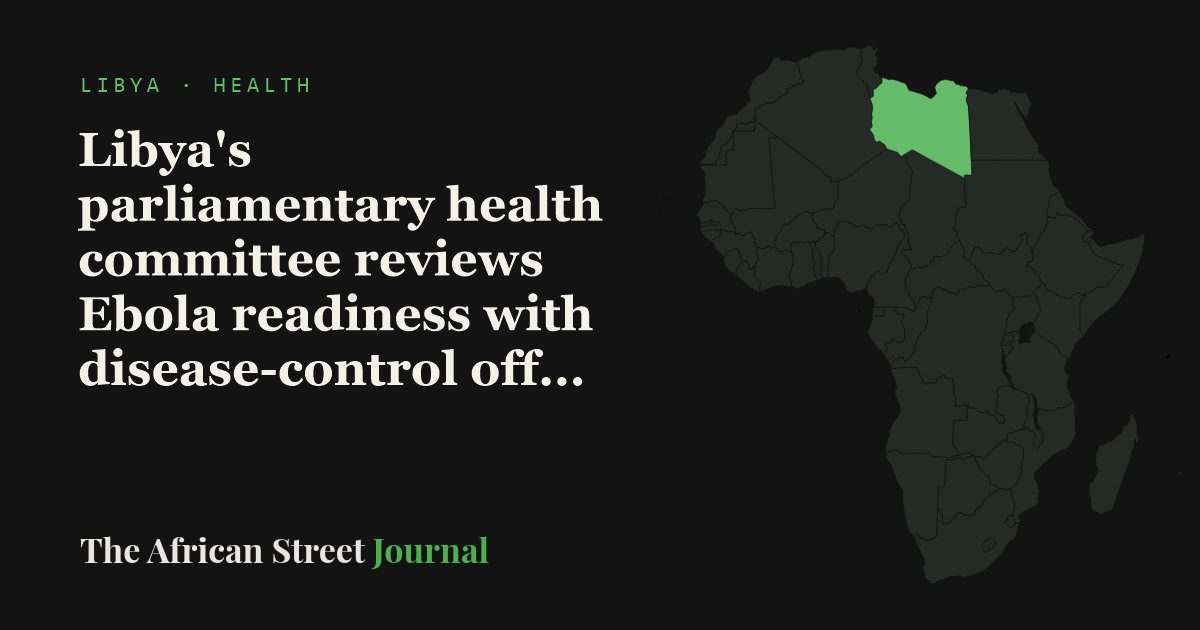 LIBYA · HEALTH
Libya's
parliamentary health
committee reviews
Ebola readiness with
disease-control off...
The African Street Journal